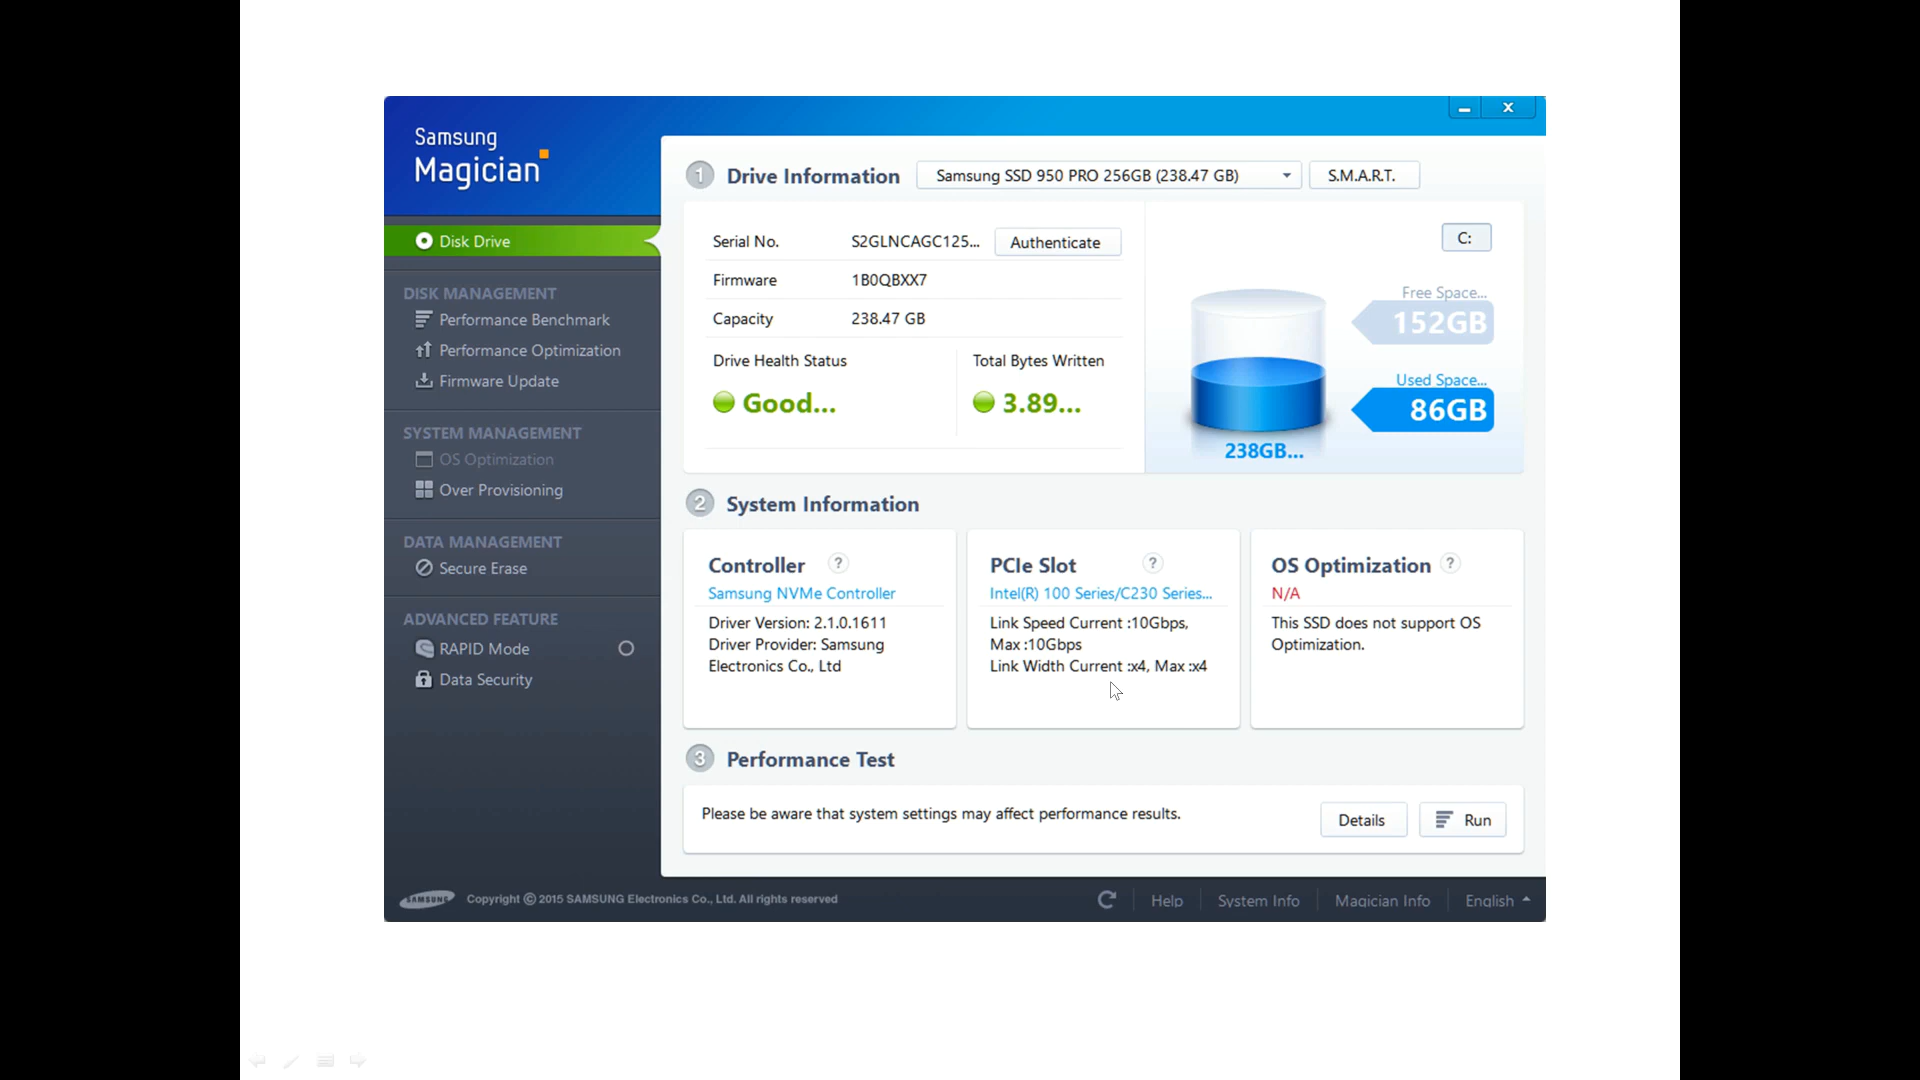 Samsung
Magician
Disk Drive
DISK MANAGEMENT
Performance Benchmark
Performance Optimization
Firmware Update
SYSTEM MANAGEMENT
OS Optimization
Over Provisioning
DATA MANAGEMENT
Secure Erase
ADVANCED FEATURE
RAPID Mode
Data Security
1 Drive Information
Samsung SSD 950 PRO 256GB (238.47 GB)
S.M.A.R.T.
Serial No. S2GLNCAGC125... Authenticate
Firmware 1B0QBXX7
Capacity 238.47 GB
Drive Health Status
Good...
Total Bytes Written
3.89...
C:
Free Space...
152GB
Used Space...
86GB
238GB...
2 System Information
Controller ?
Samsung NVMe Controller
Driver Version: 2.1.0.1611
Driver Provider: Samsung
Electronics Co., Ltd
PCIe Slot ?
Intel(R) 100 Series/C230 Series...
Link Speed Current :10Gbps,
Max :10Gbps
Link Width Current :x4, Max :x4
OS Optimization ?
N/A
This SSD does not support OS
Optimization.
3 Performance Test
Please be aware that system settings may affect performance results.
Details
Run
SAMSUNG Copyright © 2015 SAMSUNG Electronics Co., Ltd. All rights reserved
Help
System Info
Magician Info
English